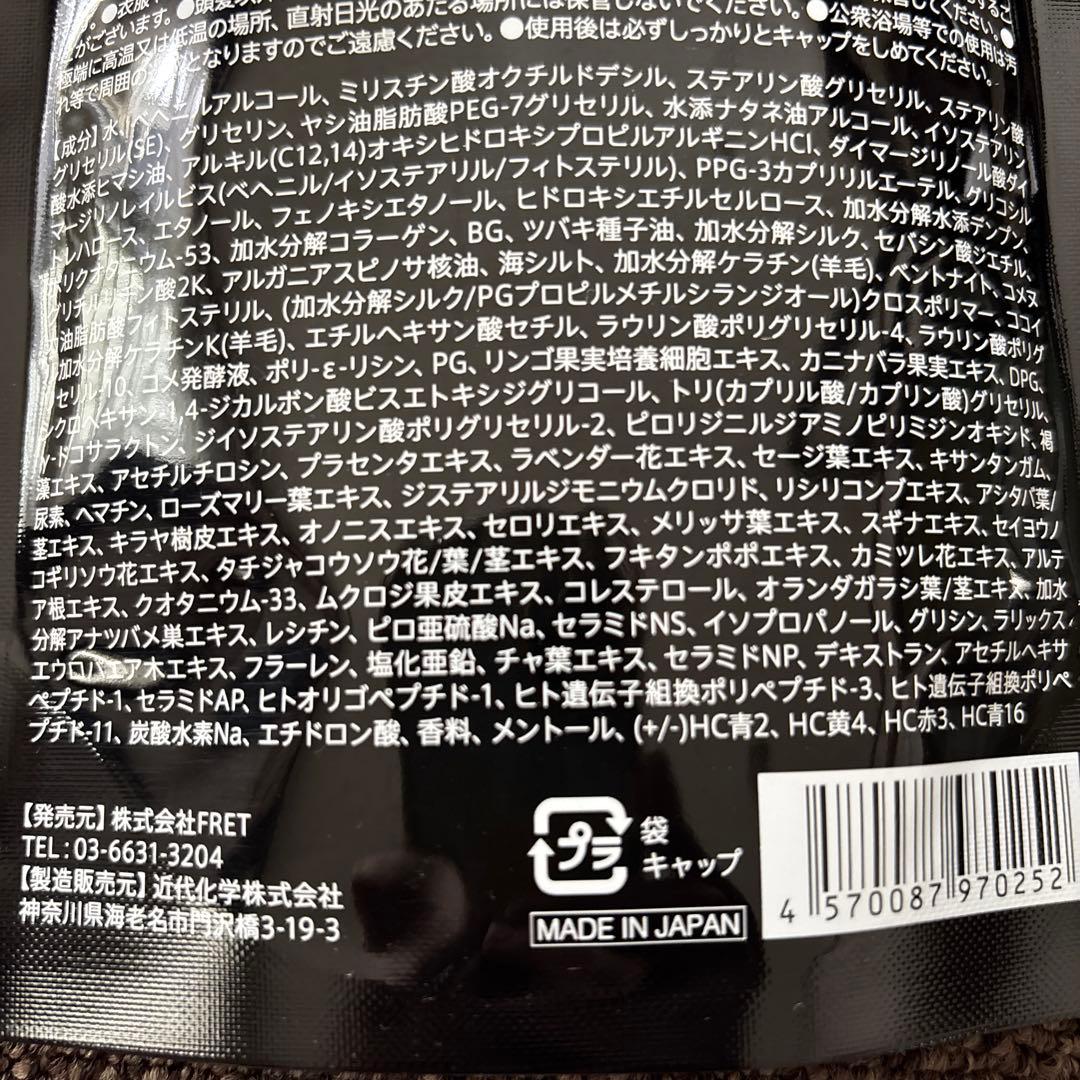 ●衣服や
がございます。●頭髪以外
極端に高温又は低温の場所、直射日光のあたる場所には保管しないでください。●公衆浴場等での使用は汚
れ等で周囲の迷惑となりますのでご遠慮ください。●使用後は必ずしっかりとキャップをしめてください。
【成分】水、ベヘニルアルコール、ミリスチン酸オクチルドデシル、ステアリン酸グリセリル、ステアリン酸
グリセリル(SE)、グリセリン、ヤシ油脂肪酸PEG-7グリセリル、水添ナタネ油アルコール、イソステアリン
酸水添ヒマシ油、アルキル(C12,14)オキシヒドロキシプロピルアルギニンHCl、ダイマージリノール酸ダイ
マージリノレイルビス(ベヘニル/イソステアリル/フィトステリル)、PPG-3カプリリルエーテル、グリコシル
トレハロース、エタノール、フェノキシエタノール、ヒドロキシエチルセルロース、加水分解水添デンプン、
ポリクオタニウム-53、加水分解コラーゲン、BG、ツバキ種子油、加水分解シルク、セバシン酸ジエチル、
グリチルリチン酸2K、アルガニアスピノサ核油、海シルト、加水分解ケラチン(羊毛)、ベントナイト、コメヌ
カ油脂肪酸フィトステリル、(加水分解シルク/PGプロピルメチルシランジオール)クロスポリマー、ココイ
ル加水分解ケラチンK(羊毛)、エチルヘキサン酸セチル、ラウリン酸ポリグリセリル-4、ラウリン酸ポリグ
リセリル-10、コメ発酵液、ポリ-ε-リシン、PG、リンゴ果実培養細胞エキス、カニナバラ果実エキス、DPG、
シクロヘキサン-1,4-ジカルボン酸ビスエトキシジグリコール、トリ(カプリル酸/カプリン酸)グリセリル、
γ-ドコサラクトン、ジイソステアリン酸ポリグリセリル-2、ピロリジニルジアミノピリミジンオキシド、褐
藻エキス、アセチルチロシン、プラセンタエキス、ラベンダー花エキス、セージ葉エキス、キサンタンガム、
尿素、ヘマチン、ローズマリー葉エキス、ジステアリルジモニウムクロリド、リシリコンブエキス、アシタバ葉/
茎エキス、キラヤ樹皮エキス、オノニスエキス、セロリエキス、メリッサ葉エキス、スギナエキス、セイヨウノ
コギリソウ花エキス、タチジャコウソウ花/葉/茎エキス、フキタンポポエキス、カミツレ花エキス、アルテ
ア根エキス、クオタニウム-33、ムクロジ果皮エキス、コレステロール、オランダガラシ葉/茎エキス、加水
分解アナツバメ巣エキス、レシチン、ピロ亜硫酸Na、セラミドNS、イソプロパノール、グリシン、ラリックス
エウロパエア木エキス、フラーレン、塩化亜鉛、チャ葉エキス、セラミドNP、デキストラン、アセチルヘキサ
ペプチド-1、セラミドAP、ヒトオリゴペプチド-1、ヒト遺伝子組換ポリペプチド-3、ヒト遺伝子組換ポリペ
プチド-11、炭酸水素Na、エチドロン酸、香料、メントール、(+/-)HC青2、HC黄4、HC赤3、HC青16
【発売元】株式会社FRET
TEL:03-6631-3204
【製造販売元】近代化学株式会社
神奈川県海老名市門沢橋3-19-3
プラ
袋
キャップ
MADE IN JAPAN
4 570087 970252